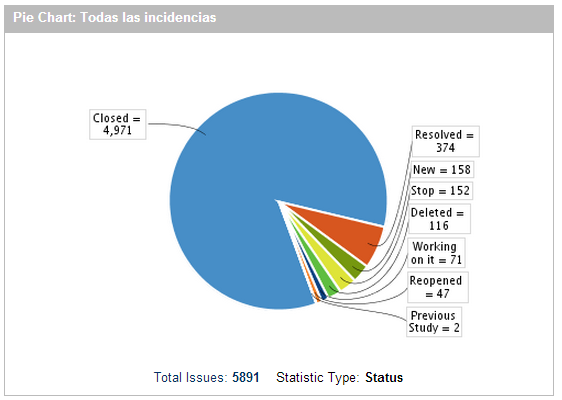 Pie Chart: Todas las incidencias
Closed =
4,971
Resolved =
374
New = 158
Stop = 152
Deleted =
116
Working
on it = 71
Reopened
= 47
Previous
Study = 2
Total Issues: 5891 Statistic Type: Status